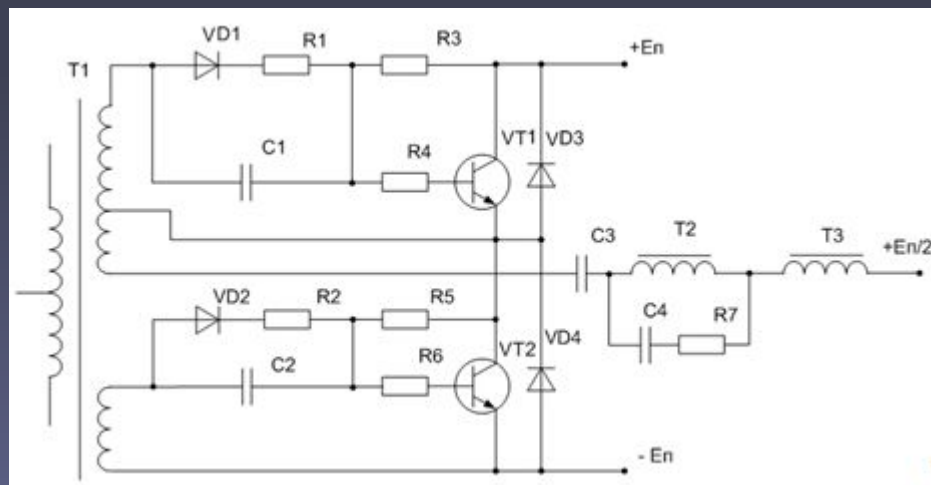 VD1 R1 R3 +En
T1
C1 R4 VT1 VD3
C3 T2 T3 +En/2
VD2 R2 R5 C4 R7
C2 R6 VT2 VD4
- En